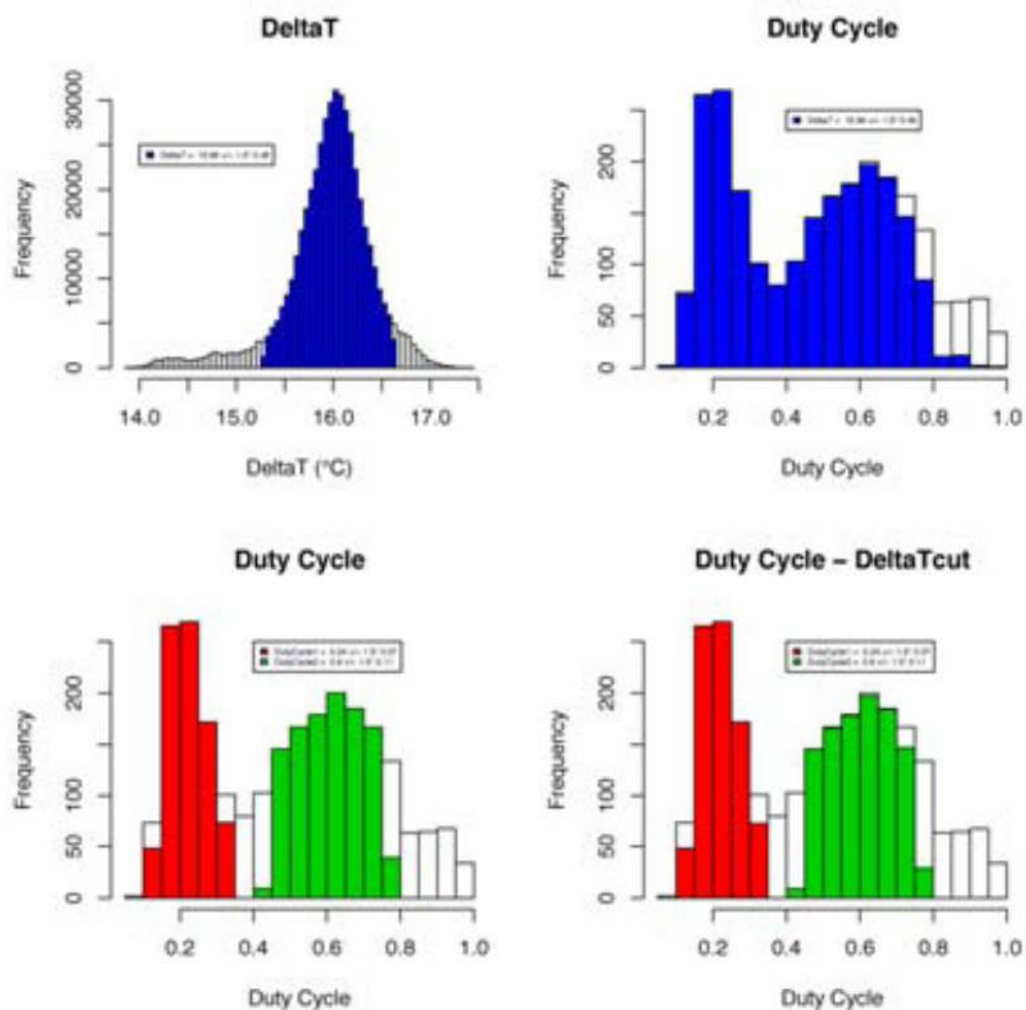 DeltaT
Frequency
0 10000 20000 30000
14.0 15.0 16.0 17.0
DeltaT (°C)
Duty Cycle
Frequency
0 50 100 200
0.2 0.4 0.6 0.8 1.0
Duty Cycle
Duty Cycle
Frequency
0 50 100 200
0.2 0.4 0.6 0.8 1.0
Duty Cycle
Duty Cycle – DeltaTcut
Frequency
0 50 100 200
0.2 0.4 0.6 0.8 1.0
Duty Cycle